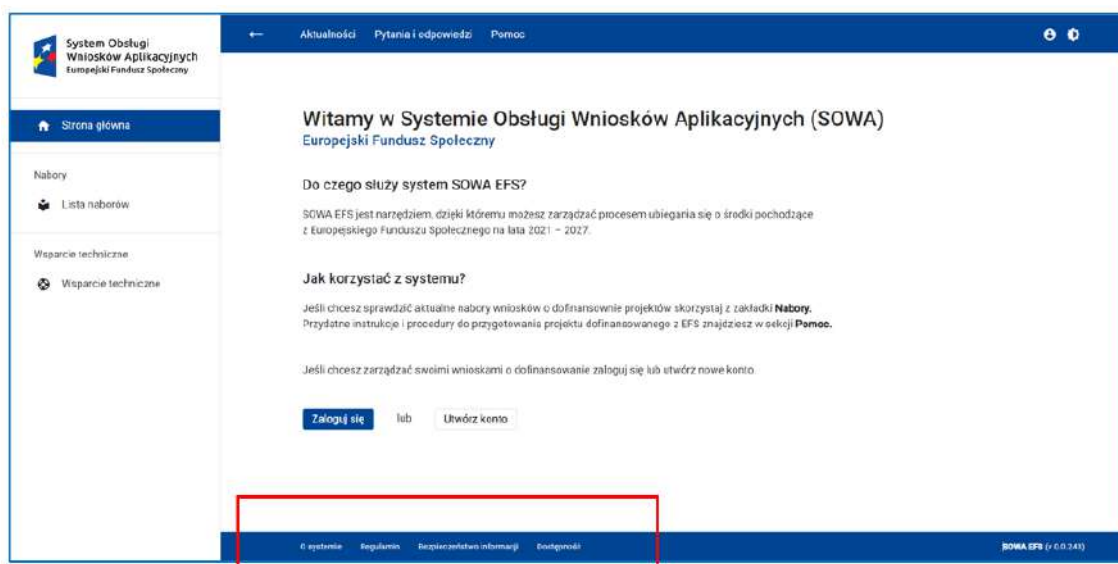 System Obsługi
Wniosków Aplikacyjnych
Europejski Fundusz Społeczny
← Aktualności Pytania i odpowiedzi Pomoc
Strona główna
Nabory
Lista naborów
Wsparcie techniczne
Wsparcie techniczne
Witamy w Systemie Obsługi Wniosków Aplikacyjnych (SOWA)
Europejski Fundusz Społeczny
Do czego służy system SOWA EFS?
SOWA EFS jest narzędziem, dzięki któremu możesz zarządzać procesem ubiegania się o środki pochodzące
z Europejskiego Funduszu Społecznego na lata 2021 – 2027.
Jak korzystać z systemu?
Jeśli chcesz sprawdzić aktualne nabory wniosków o dofinansownie projektów skorzystaj z zakładki Nabory.
Przydatne instrukcje i procedury do przygotowania projektu dofinansowanego z EFS znajdziesz w sekcji Pomoc.
Jeśli chcesz zarządzać swoimi wnioskami o dofinansowanie zaloguj się lub utwórz nowe konto.
Zaloguj się lub Utwórz konto
O systemie Regulamin Bezpieczeństwo informacji Dostępność
SOWA EFS (v 0.0.243)